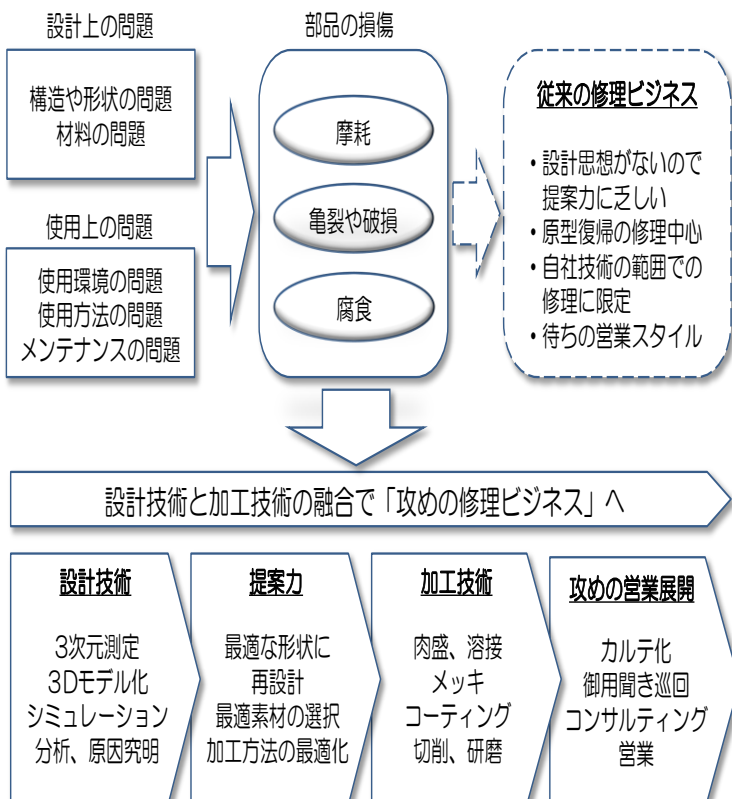 設計上の問題
構造や形状の問題
材料の問題
使用上の問題
使用環境の問題
使用方法の問題
メンテナンスの問題
部品の損傷
摩耗
亀裂や破損
腐食
従来の修理ビジネス
・設計思想がないので
提案力に乏しい
・原型復帰の修理中心
・自社技術の範囲での
修理に限定
・待ちの営業スタイル
設計技術と加工技術の融合で「攻めの修理ビジネス」へ
設計技術
3次元測定
3Dモデル化
シミュレーション
分析、原因究明
提案力
最適な形状に
再設計
最適素材の選択
加工方法の最適化
加工技術
肉盛、溶接
メッキ
コーティング
切削、研磨
攻めの営業展開
カルテ化
御用聞き巡回
コンサルティング
営業